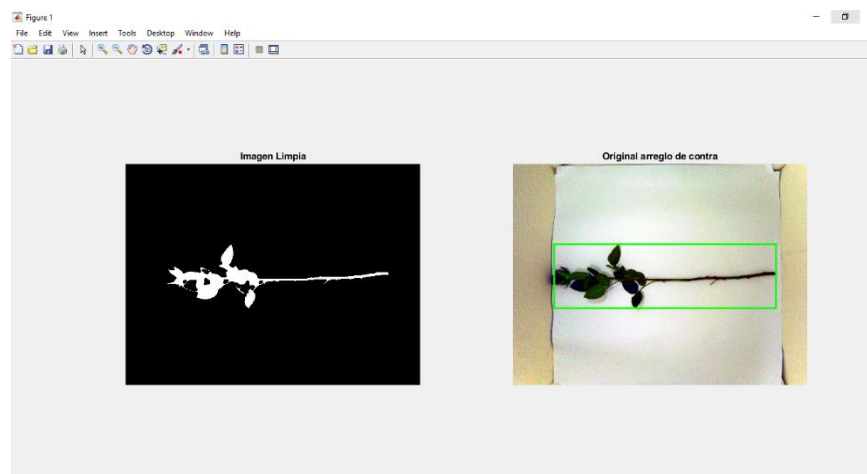 Figure 1
File Edit View Insert Tools Desktop Window Help
Imagen Limpia
Original arreglo de contra